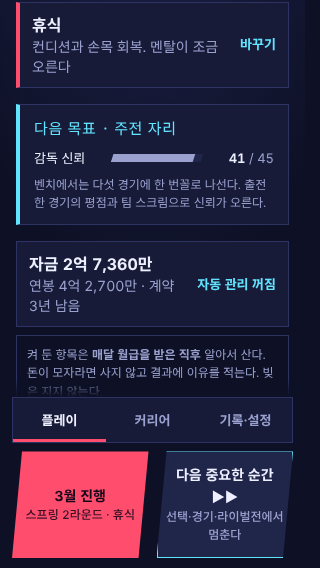 휴식
컨디션과 손목 회복. 멘탈이 조금
오른다
바꾸기
다음 목표 · 주전 자리
감독 신뢰
41 / 45
벤치에서는 다섯 경기에 한 번꼴로 나선다. 출전
한 경기의 평점과 팀 스크림으로 신뢰가 오른다.
자금 2억 7,360만
연봉 4억 2,700만 · 계약
3년 남음
자동 관리 꺼짐
켜 둔 항목은 매달 월급을 받은 직후 알아서 산다.
돈이 모자라면 사지 않고 결과에 이유를 적는다. 빚
은 지지 않는다.
플레이
커리어
기록·설정
3월 진행
스프링 2라운드 · 휴식
다음 중요한 순간
▶▶
선택·경기·라이벌전에서
멈춘다